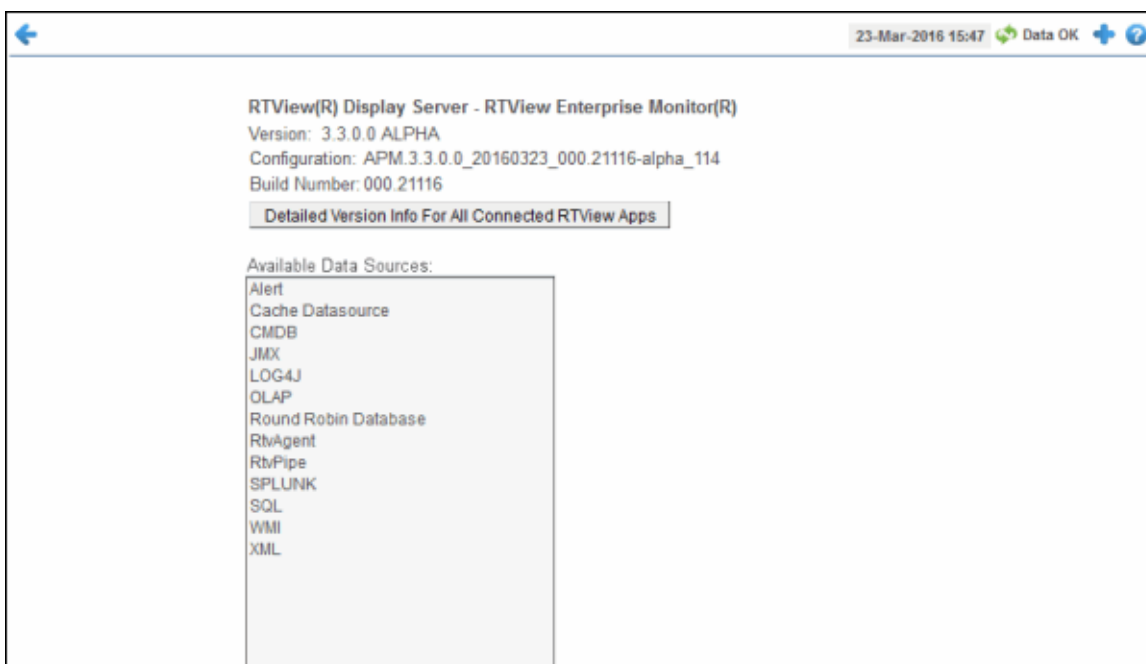 23-Mar-2016 15:47 Data OK
RTView(R) Display Server - RTView Enterprise Monitor(R)
Version: 3.3.0.0 ALPHA
Configuration: APM.3.3.0.0_20160323_000.21116-alpha_114
Build Number: 000.21116
Detailed Version Info For All Connected RTView Apps
Available Data Sources:
Alert
Cache Datasource
CMDB
JMX
LOG4J
OLAP
Round Robin Database
RtvAgent
RtvPipe
SPLUNK
SQL
WMI
XML